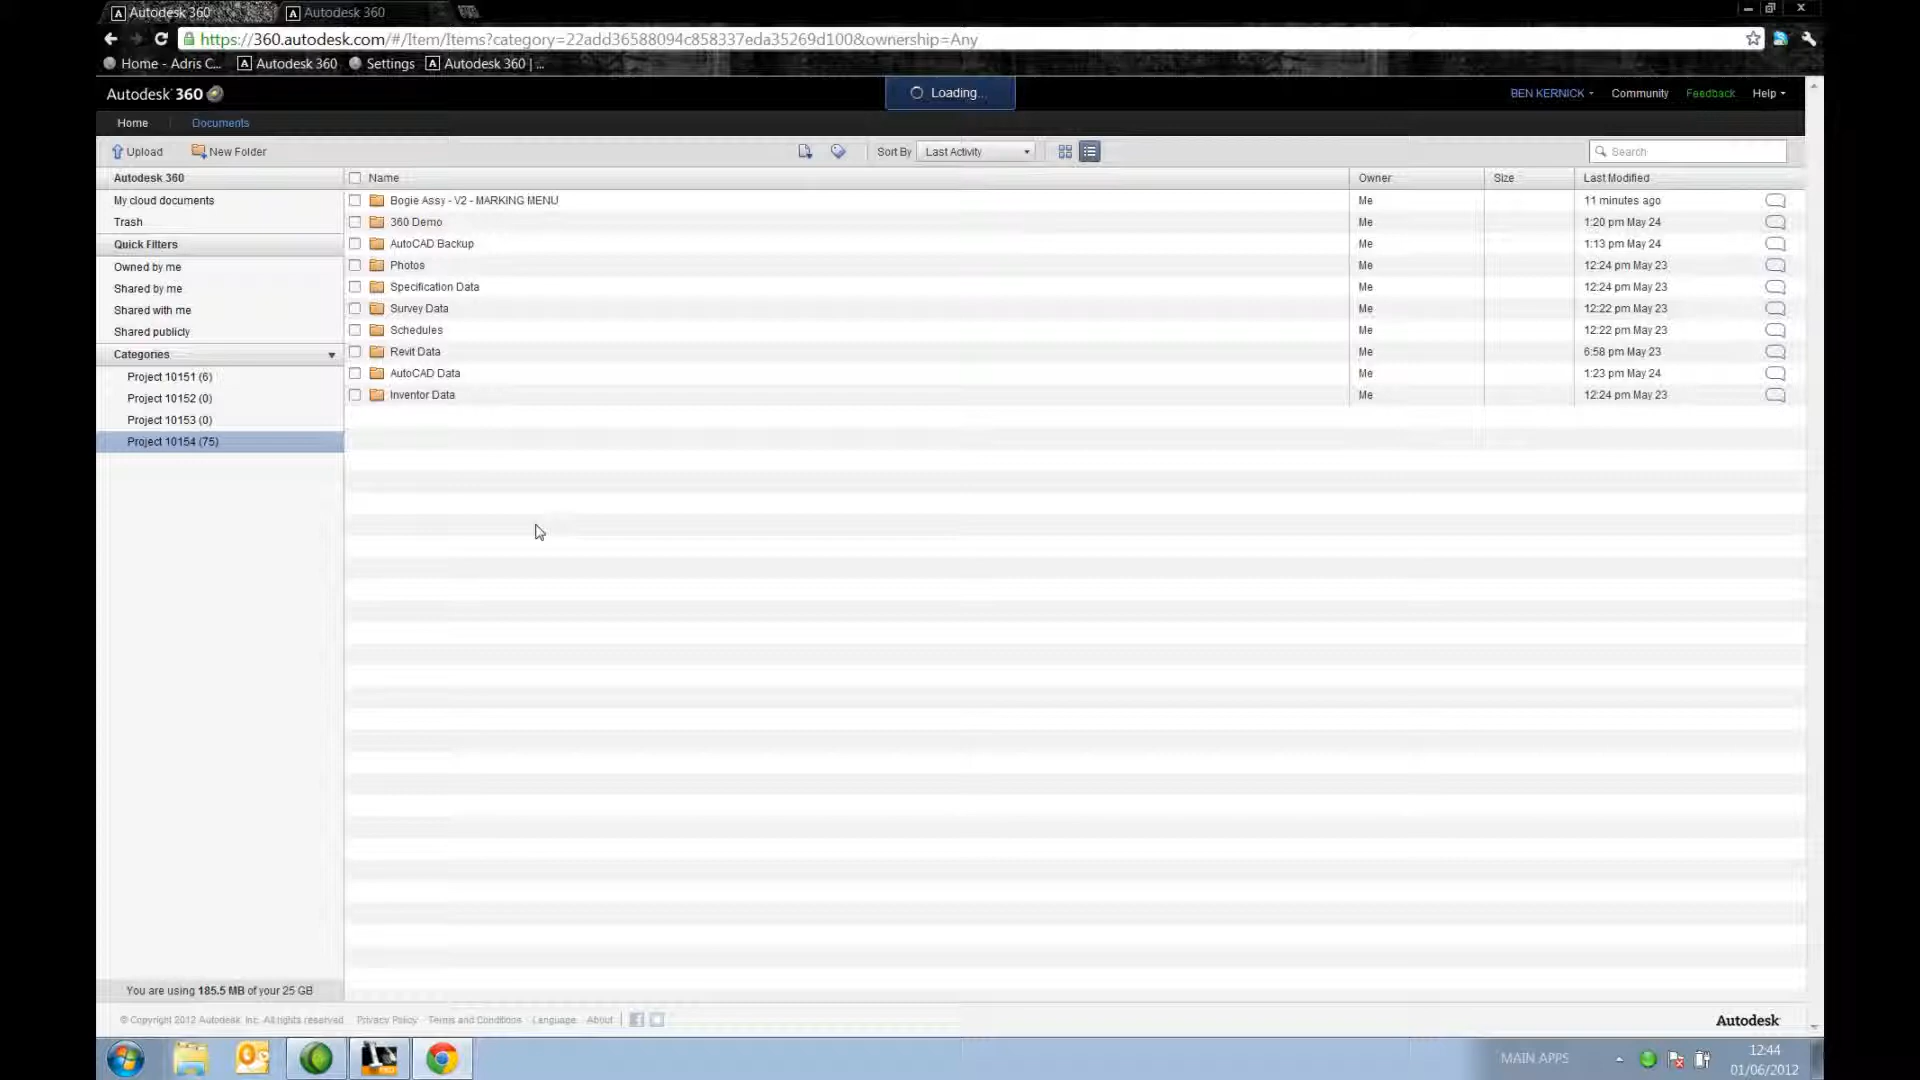 Autodesk 360
Autodesk 360
https://360.autodesk.com/#/Item/Items?category=22add36588094c858337eda35269d100&ownership=Any
Home - Adris C...
Autodesk 360
Settings
Autodesk 360 | ...
Autodesk 360
Loading...
BEN KERNICK
Community
Feedback
Help
Home
Documents
Upload
New Folder
Sort By
Last Activity
Search
Autodesk 360
Name
Owner
Size
Last Modified
My cloud documents
Bogie Assy - V2 - MARKING MENU
Me
11 minutes ago
Trash
360 Demo
Me
1:20 pm May 24
Quick Filters
AutoCAD Backup
Me
1:13 pm May 24
Owned by me
Photos
Me
12:24 pm May 23
Shared by me
Specification Data
Me
12:24 pm May 23
Shared with me
Survey Data
Me
12:22 pm May 23
Shared publicly
Schedules
Me
12:22 pm May 23
Categories
Revit Data
Me
6:58 pm May 23
Project 10151 (6)
AutoCAD Data
Me
1:23 pm May 24
Project 10152 (0)
Inventor Data
Me
12:24 pm May 23
Project 10153 (0)
Project 10154 (75)
You are using 185.5 MB of your 25 GB
© Copyright 2012 Autodesk, Inc. All rights reserved
Privacy Policy
Terms and Conditions
Language
About
Autodesk
MAIN APPS
12:44
01/06/2012